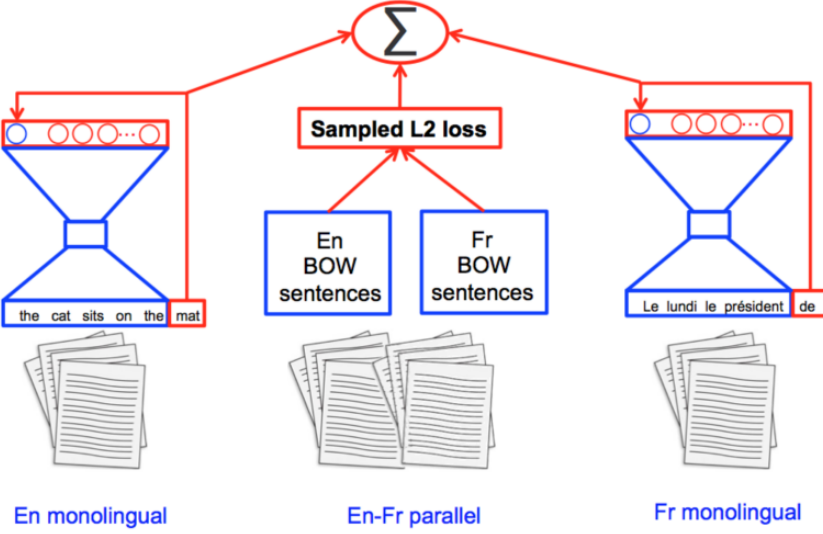 Σ
Sampled L2 loss
En
BOW
sentences
Fr
BOW
sentences
the cat sits on the mat
Le lundi le président de
En monolingual
En-Fr parallel
Fr monolingual